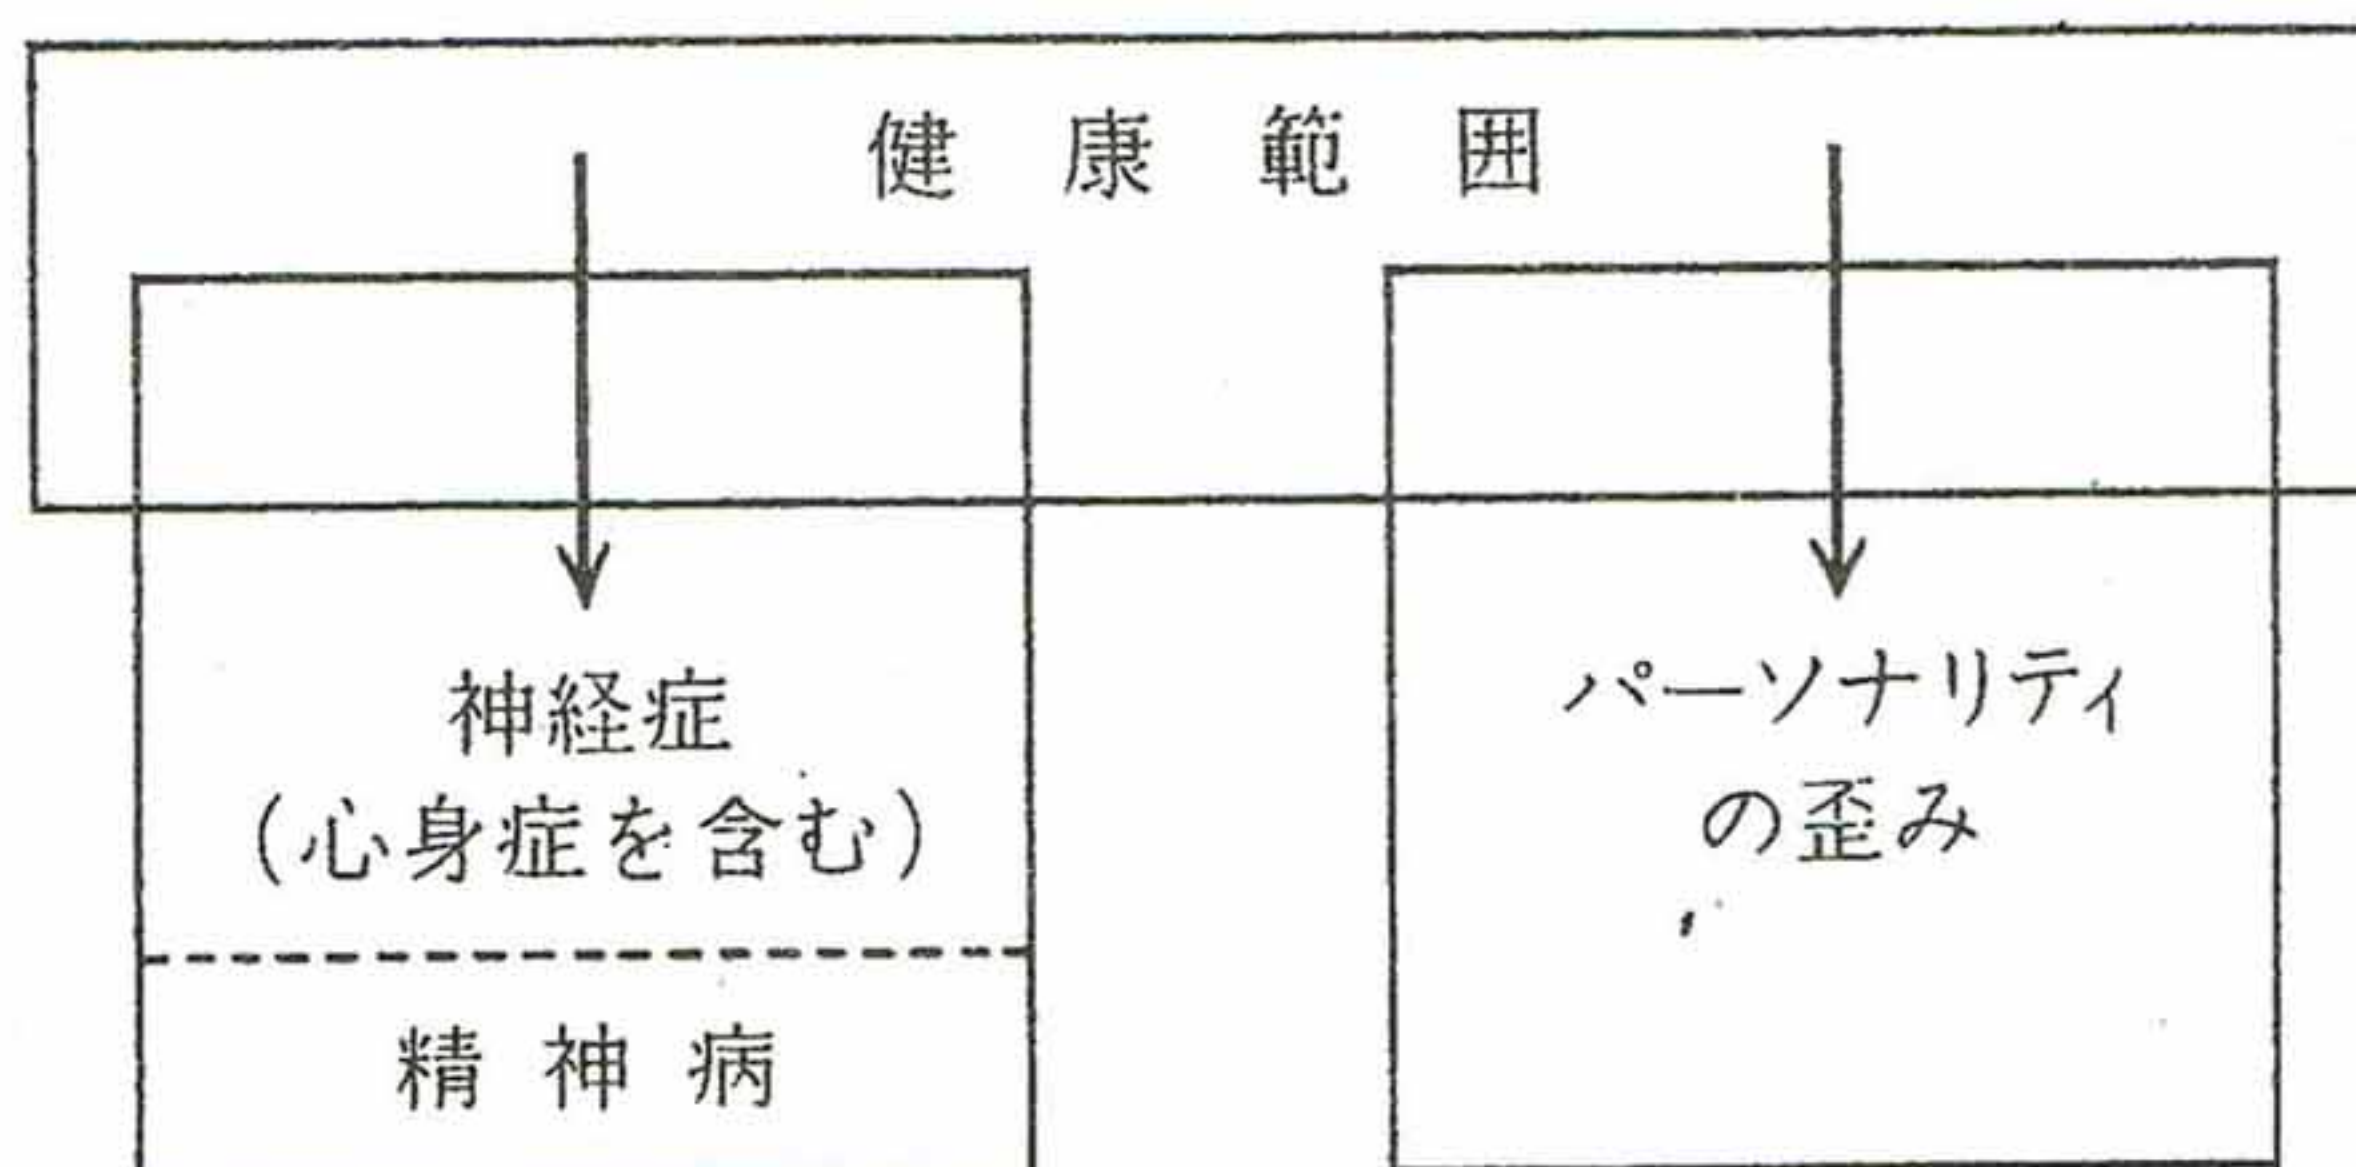 健康範囲
神経症
(心身症を含む)
パーソナリティ
の歪み
精神病